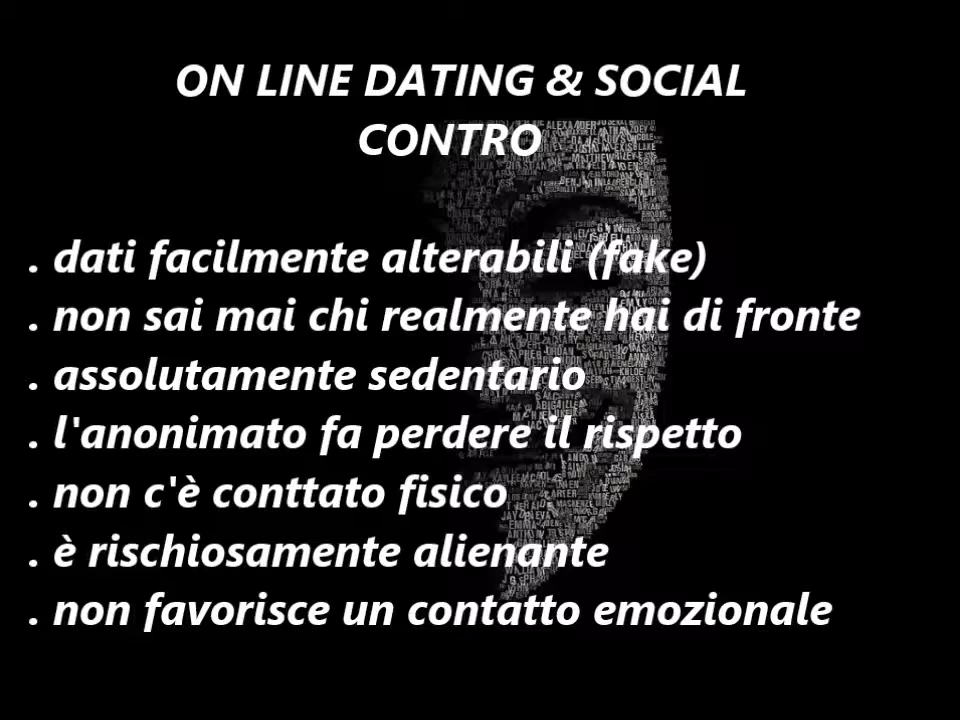 ON LINE DATING & SOCIAL
CONTRO
. dati facilmente alterabili (fake)
. non sai mai chi realmente hai di fronte
. assolutamente sedentario
. l'anonimato fa perdere il rispetto
. non c'è conttato fisico
. è rischiosamente alienante
. non favorisce un contatto emozionale